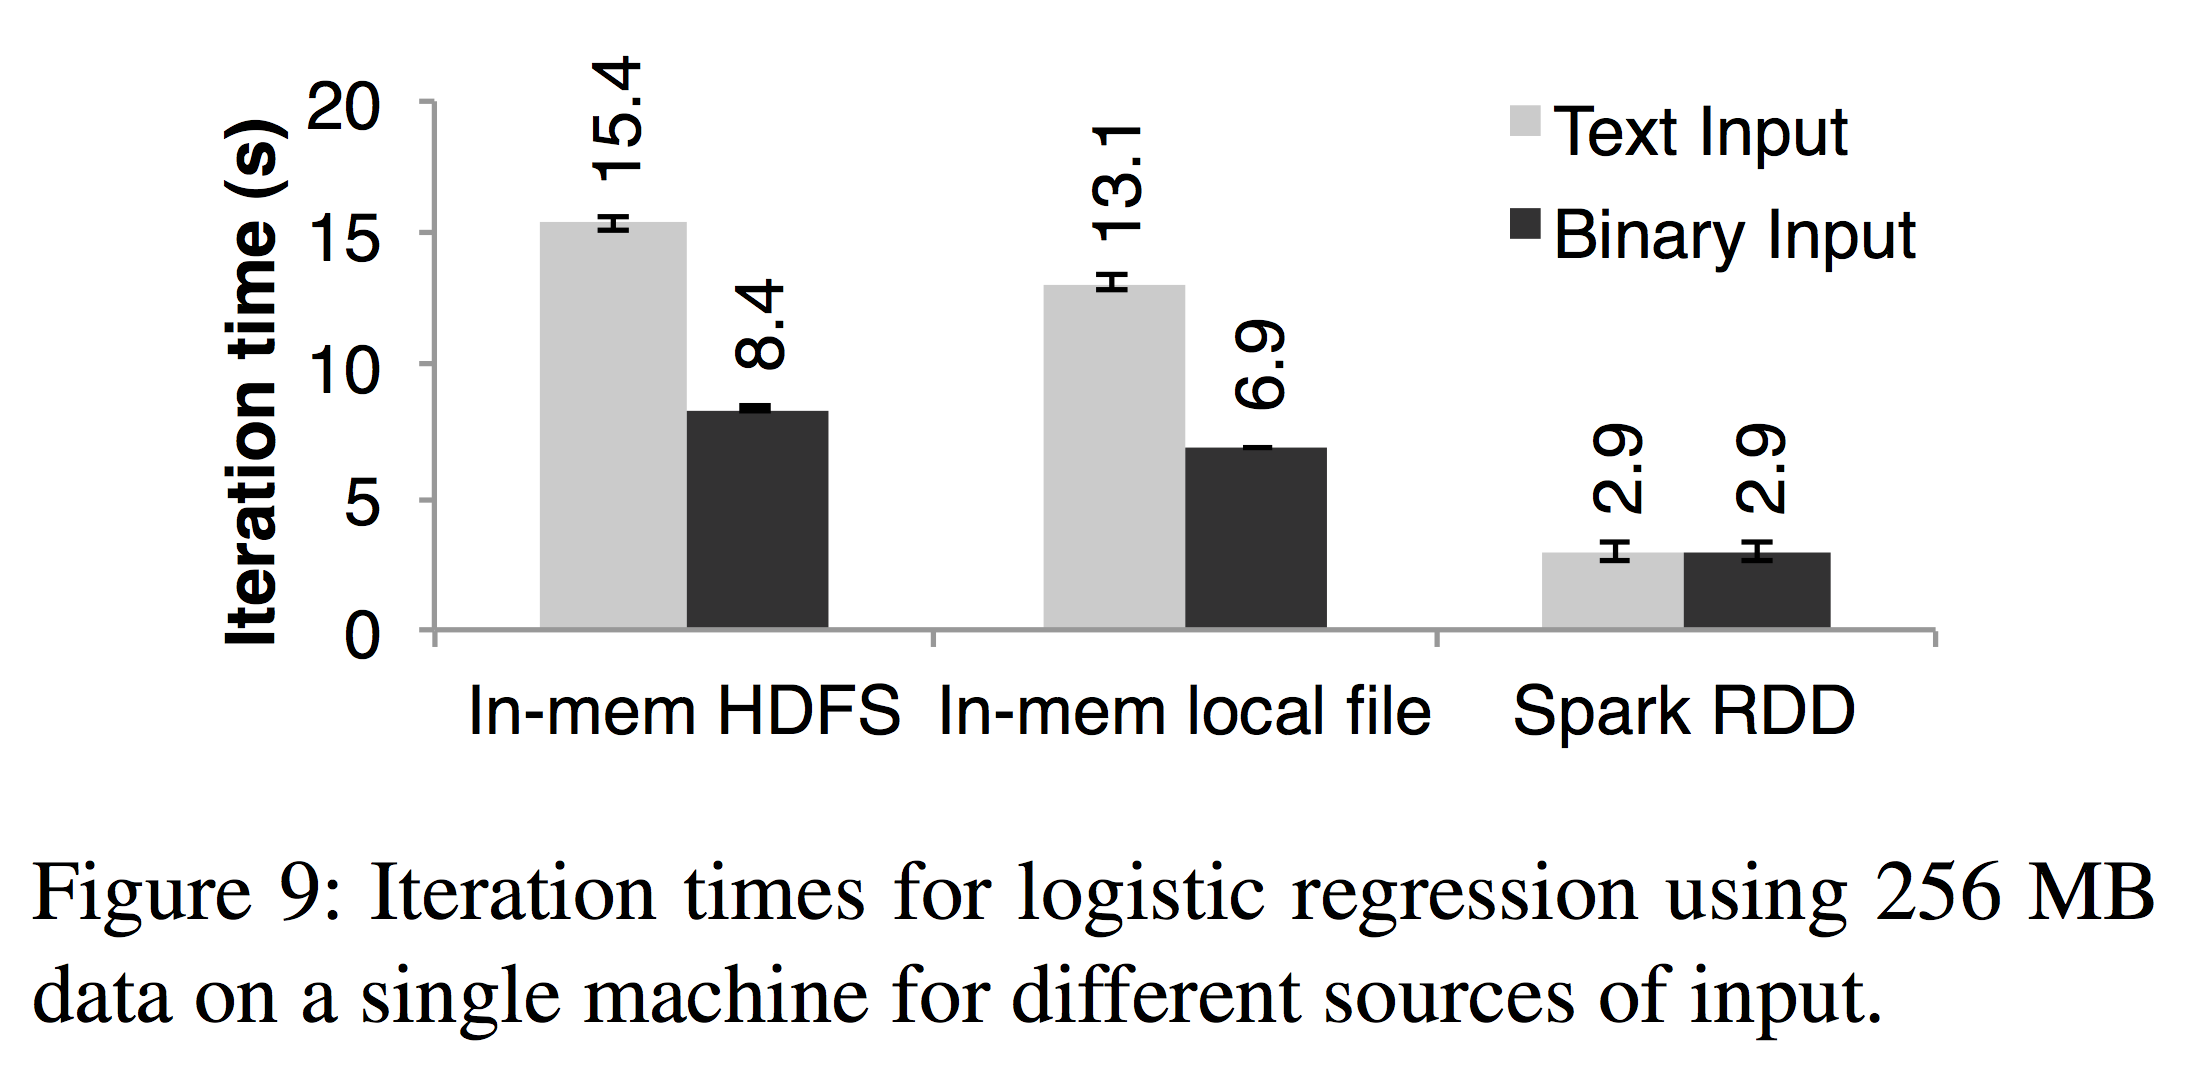 Iteration time (s)
20
15
10
5
0
15.4
8.4
13.1
6.9
2.9
2.9
Text Input
Binary Input
In-mem HDFS
In-mem local file
Spark RDD
Figure 9: Iteration times for logistic regression using 256 MB
data on a single machine for different sources of input.